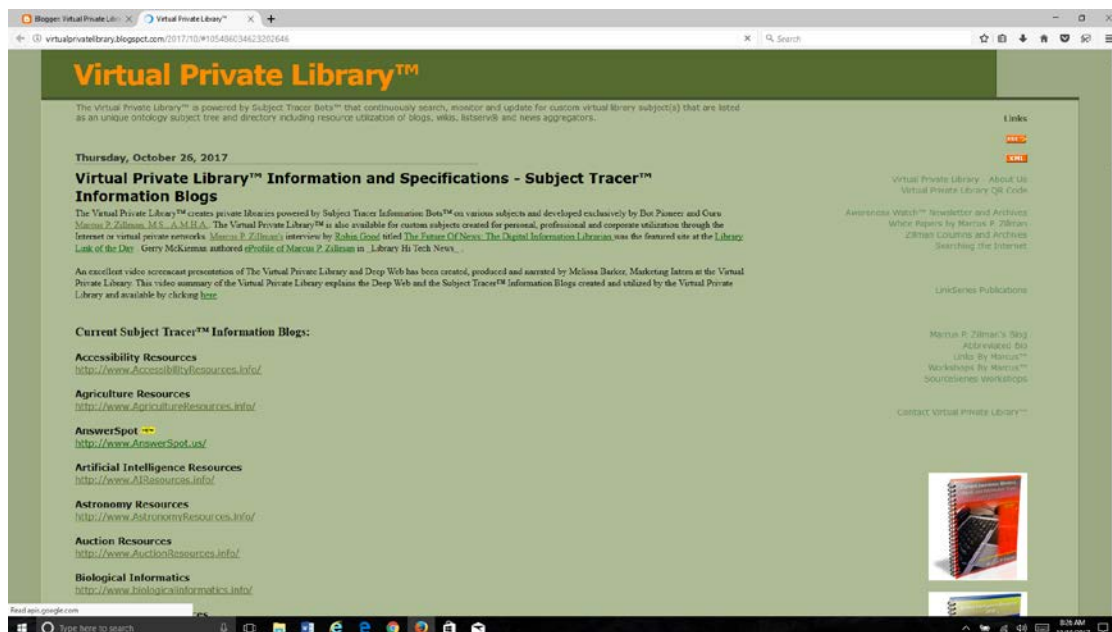 Blogger: Virtual Private Libr
Virtual Private Library™
virtualprivatelibrary.blogspot.com/2017/10/#105486034623202646
Search
Virtual Private Library™
The Virtual Private Library™ is powered by Subject Tracer Bots™ that continuously search, monitor and update for custom virtual library subject(s) that are listed
as an unique ontology subject tree and directory including resource utilization of blogs, wikis, listserv® and news aggregators.
Thursday, October 26, 2017
Virtual Private Library™ Information and Specifications - Subject Tracer™
Information Blogs
The Virtual Private Library™ creates private libraries powered by Subject Tracer Information Bots™ on various subjects and developed exclusively by Bot Pioneer and Guru
Marcus P. Zillman, M.S., A.M.H.A. The Virtual Private Library™ is also available for custom subjects created for personal, professional and corporate utilization through the
Internet or virtual private networks. Marcus P. Zillman's interview by Robin Good titled The Future Of News: The Digital Information Librarian was the featured site at the Library
Link of the Day. Gerry McKiernan authored eProfile of Marcus P. Zillman in _Library Hi Tech News_.
An excellent video screencast presentation of The Virtual Private Library and Deep Web has been created, produced and narrated by Melissa Barker, Marketing Intern at the Virtual
Private Library. This video summary of the Virtual Private Library explains the Deep Web and the Subject Tracer™ Information Blogs created and utilized by the Virtual Private
Library and available by clicking here
Current Subject Tracer™ Information Blogs:
Accessibility Resources
http://www.AccessibilityResources.info/
Agriculture Resources
http://www.AgricultureResources.info/
AnswerSpot
http://www.AnswerSpot.us/
Artificial Intelligence Resources
http://www.AIResources.info/
Astronomy Resources
http://www.AstronomyResources.info/
Auction Resources
http://www.AuctionResources.info/
Biological Informatics
http://www.biologicalinformatics.info/
Links
XML
Virtual Private Library - About Us
Virtual Private Library QR Code
Awareness Watch™ Newsletter and Archives
White Papers by Marcus P. Zillman
Zillman Columns and Archives
Searching the Internet
LinkSeries Publications
Marcus P. Zillman's Blog
Abbreviated Bio
Links By Marcus™
Workshops By Marcus™
SourceSeries Workshops
Contact Virtual Private Library™
Read apis.google.com
Type here to search
8:26 AM